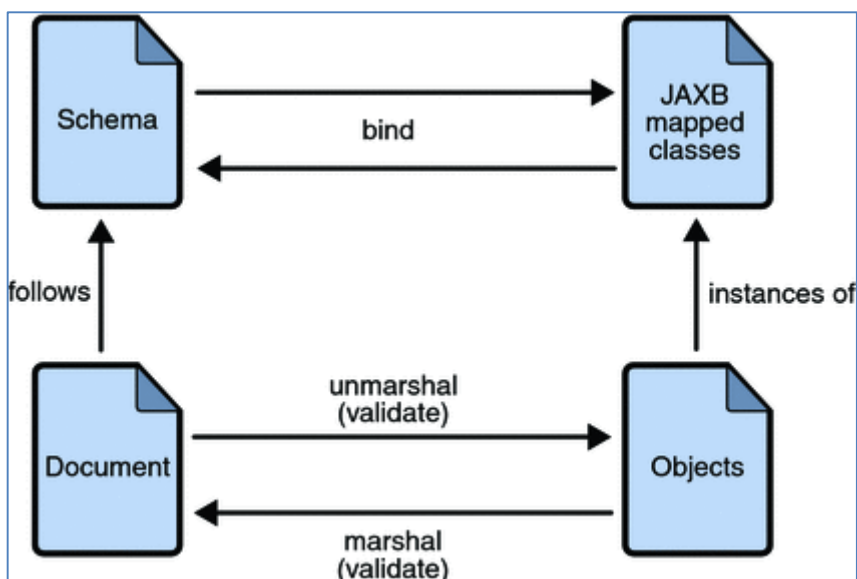 Schema
bind
JAXB
mapped
classes
follows
instances of
Document
unmarshal
(validate)
Objects
marshal
(validate)